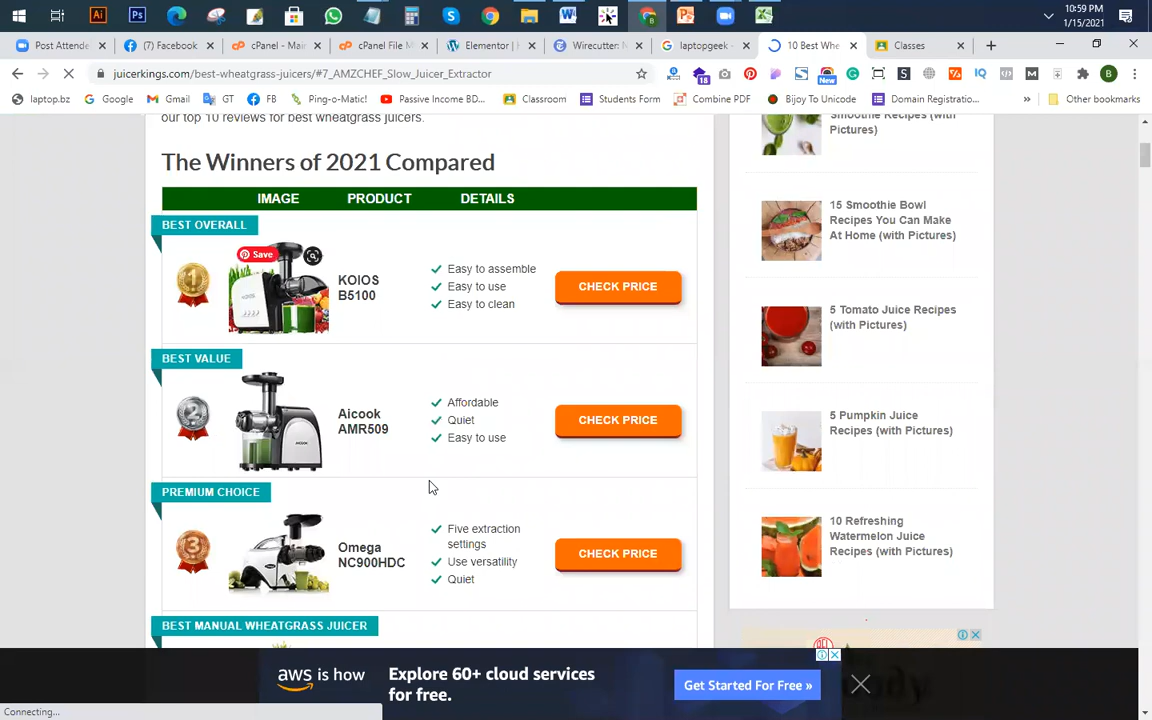 10:59 PM
1/15/2021
Post Attende
(7) Facebook
cPanel - Main
cPanel File M
Elementor |
Wirecutter: N
laptopgeek -
10 Best Whe
Classes
juicerkings.com/best-wheatgrass-juicers/#7_AMZCHEF_Slow_Juicer_Extractor
laptop.bz
Google
Gmail
GT
FB
Ping-o-Matic!
Passive Income BD...
Classroom
Students Form
Combine PDF
Bijoy To Unicode
Domain Registratio...
Other bookmarks
our top 10 reviews for best wheatgrass juicers.
The Winners of 2021 Compared
IMAGE PRODUCT DETAILS
BEST OVERALL
Save
KOIOS
B5100
Easy to assemble
Easy to use
Easy to clean
CHECK PRICE
BEST VALUE
Aicook
AMR509
Affordable
Quiet
Easy to use
CHECK PRICE
PREMIUM CHOICE
Omega
NC900HDC
Five extraction
settings
Use versatility
Quiet
CHECK PRICE
BEST MANUAL WHEATGRASS JUICER
Smoothie Recipes (with
Pictures)
15 Smoothie Bowl
Recipes You Can Make
At Home (with Pictures)
5 Tomato Juice Recipes
(with Pictures)
5 Pumpkin Juice
Recipes (with Pictures)
10 Refreshing
Watermelon Juice
Recipes (with Pictures)
aws is how
Explore 60+ cloud services
for free.
Get Started For Free »
Connecting...